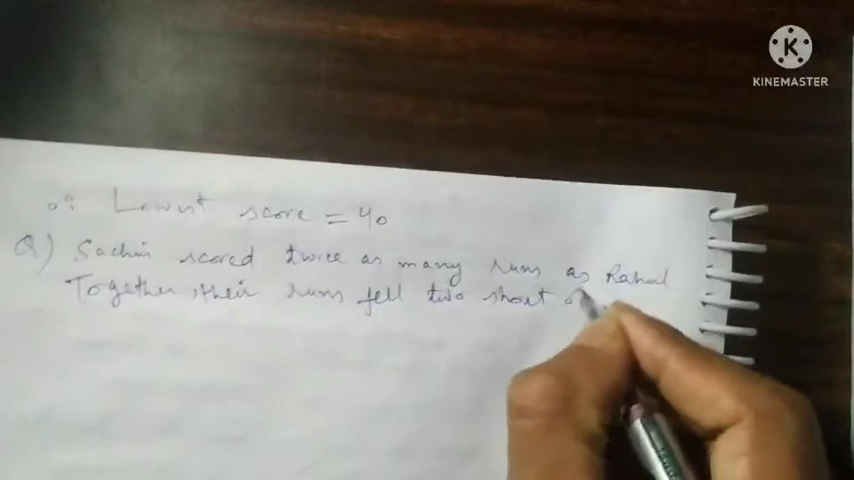 K
KINEMASTER
∴ Lowest score = 40
Q) Sachin scored twice as many runs as Rahul
Together, their runs fell two short o